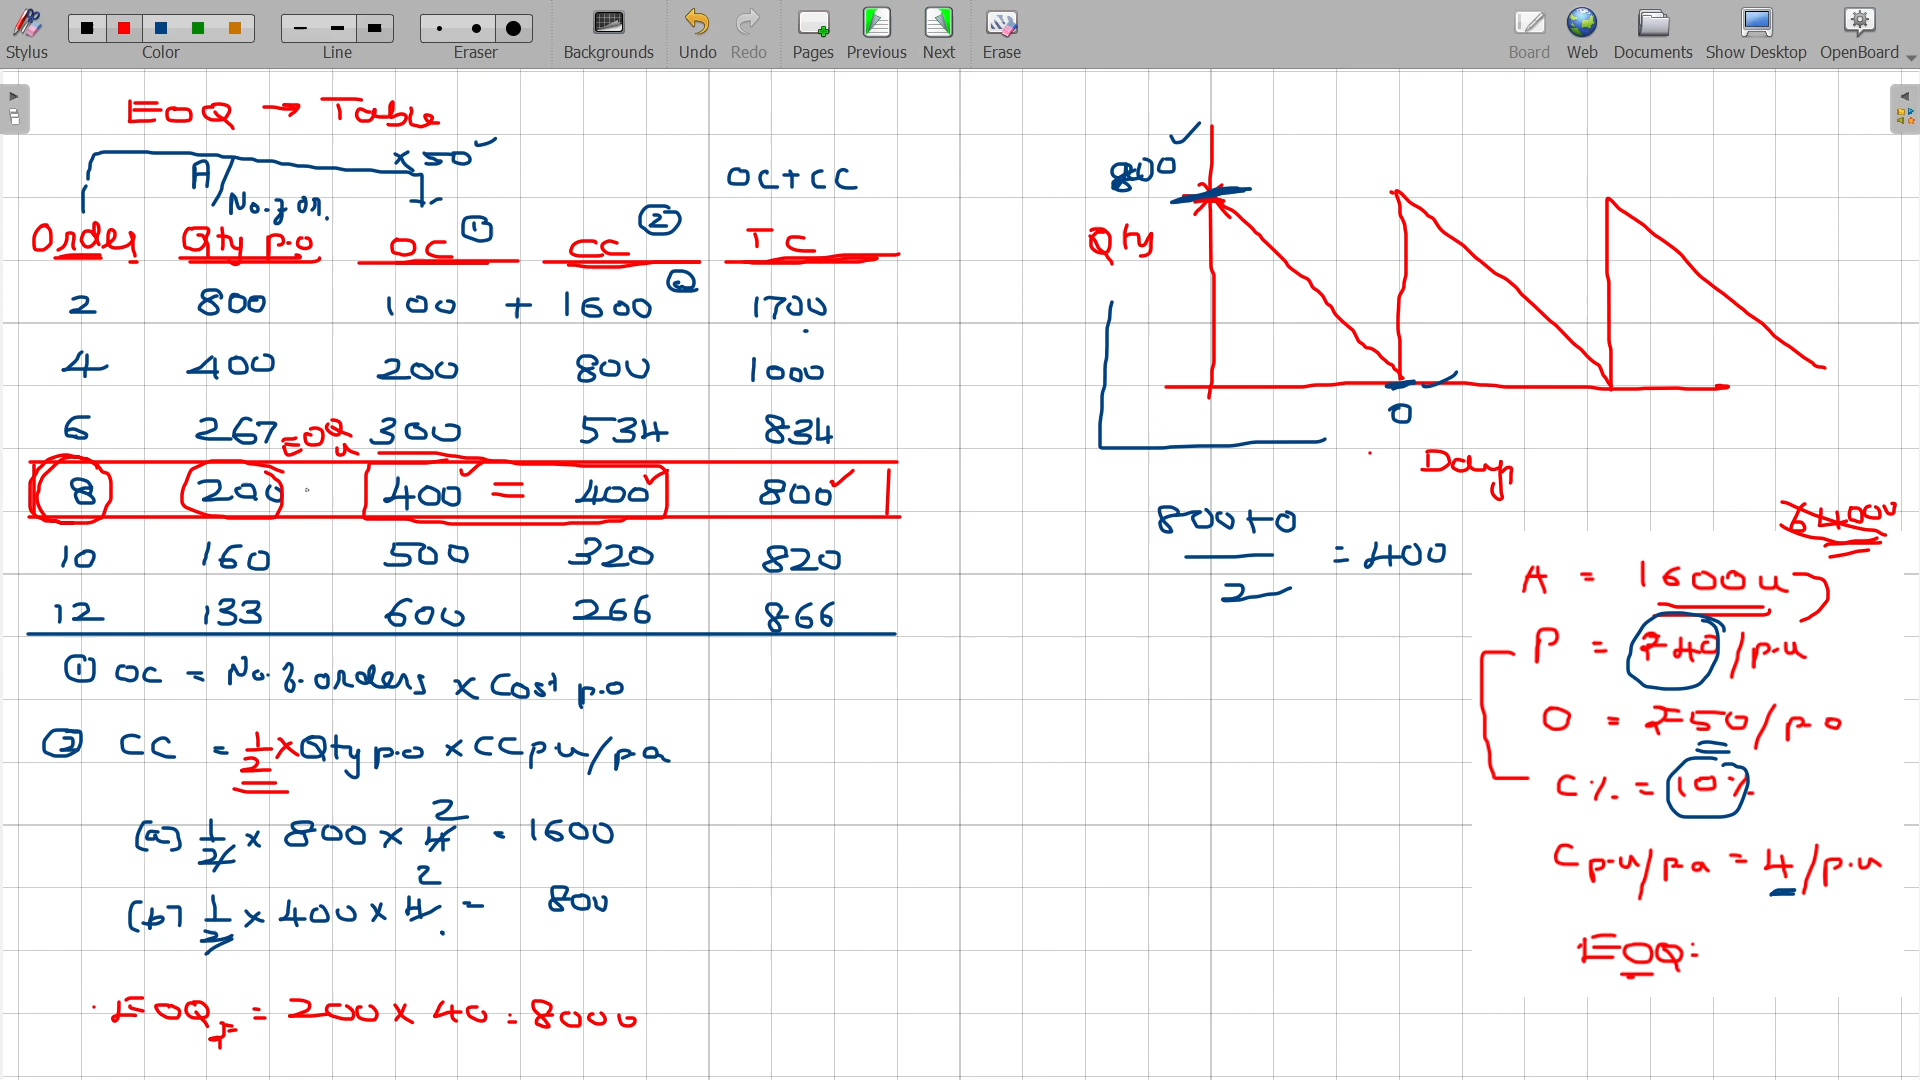 Stylus
Color
Line
Eraser
Backgrounds
Undo
Redo
Pages
Previous
Next
Erase
Board
Web
Documents
Show Desktop
OpenBoard
EOQ → Table
x 50 ✓
A/No. of or.
OC + CC
Order Qty p.o OC ① CC ② TC
2 800 100 + 1600 ⓐ 1700
4 400 200 800 1000
6 267 300 534 834
EOQ u
8 200 400 ✓ = 400 ✓ 800 ✓
10 160 500 320 820
12 133 600 266 866
① OC = No. of. orders x Cost p.o
② CC = 1/2 x Qty p.o x CC p u/p a
(a) 1/2 x 800 x 4 2 = 1600
(b) 1/2 x 400 x 4 2 = 800
EOQ ₹ = 200 x 40 = 8000
800 ✓
Qty
0
Days
800+0/2 = 400
64000
A = 1600 u
P = ₹40/p.u
O = ₹50/p o
C% = 10%
C p.u/p a = 4/p.u
EOQ: